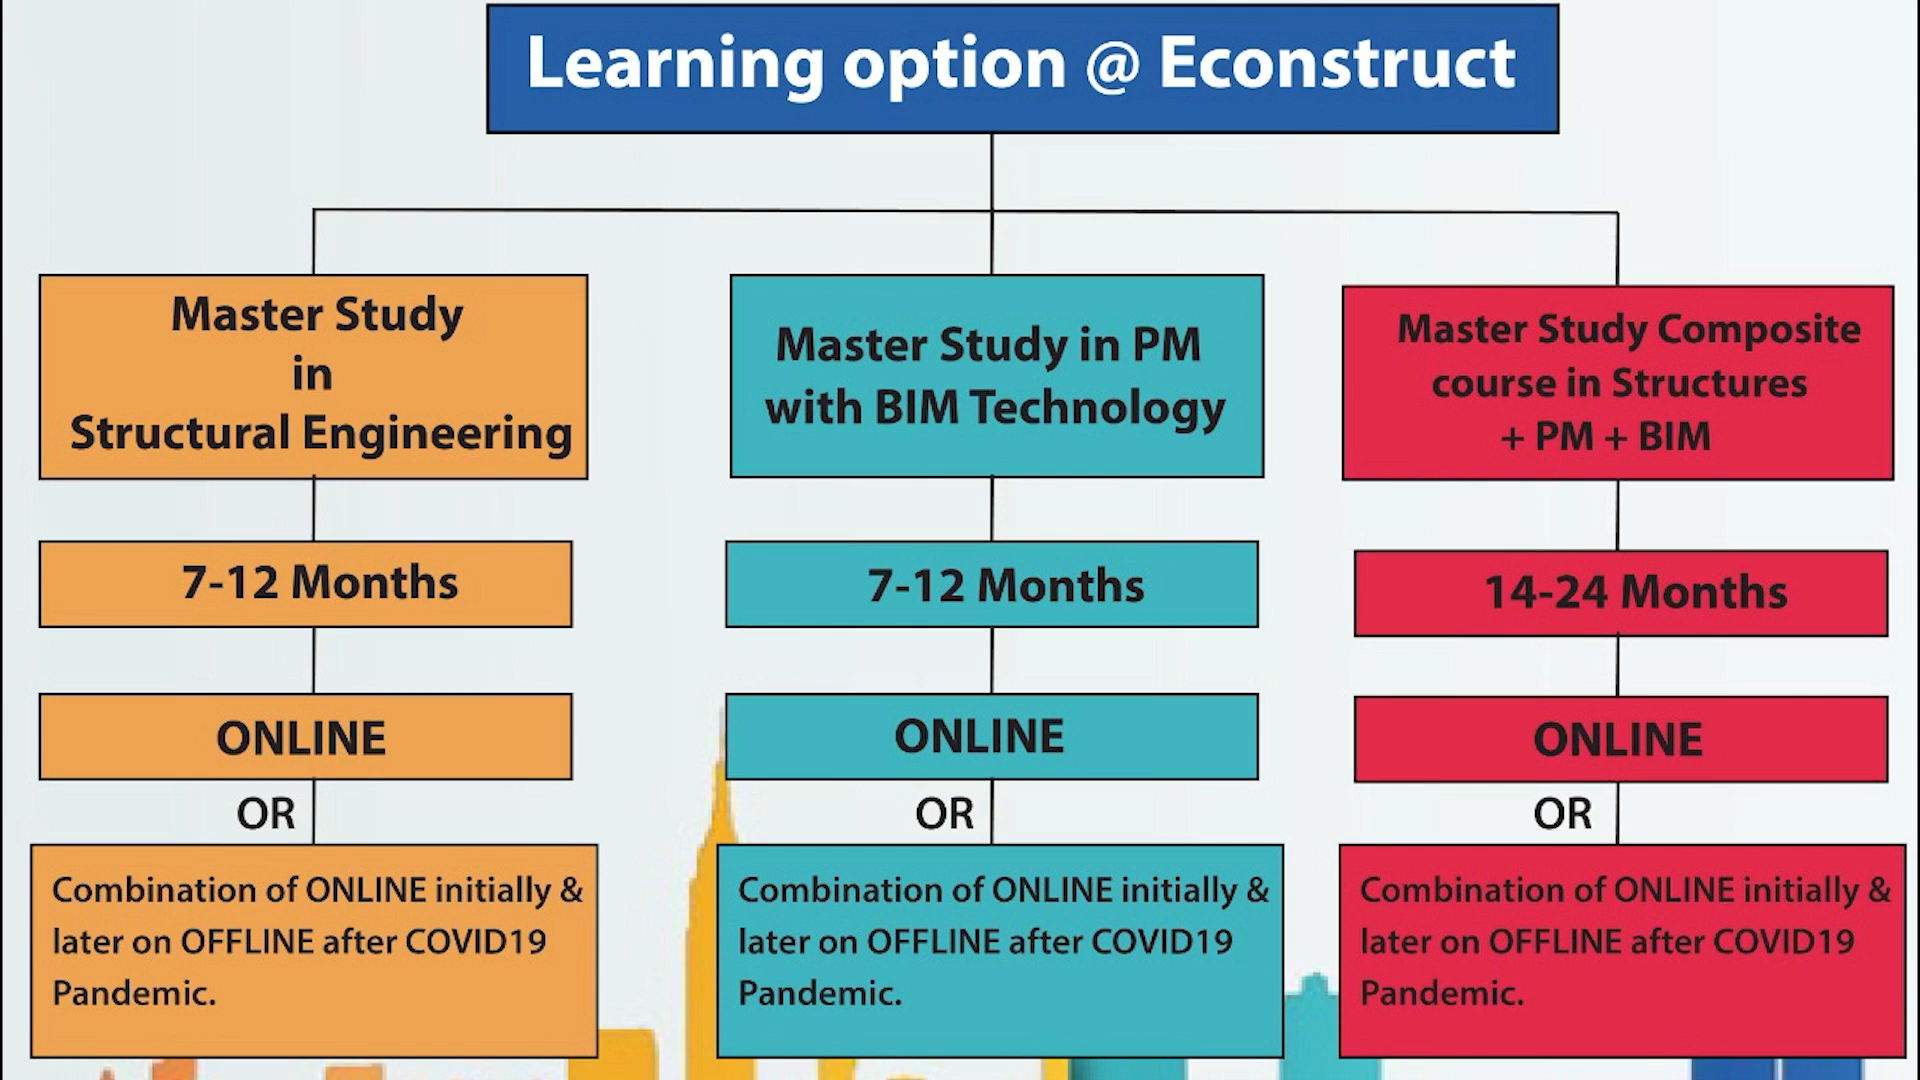 Learning option @ Econstruct
Master Study
in
Structural Engineering
7-12 Months
ONLINE
OR
Combination of ONLINE initially &
later on OFFLINE after COVID19
Pandemic.
Master Study in PM
with BIM Technology
7-12 Months
ONLINE
OR
Combination of ONLINE initially &
later on OFFLINE after COVID19
Pandemic.
Master Study Composite
course in Structures
+ PM + BIM
14-24 Months
ONLINE
OR
Combination of ONLINE initially &
later on OFFLINE after COVID19
Pandemic.